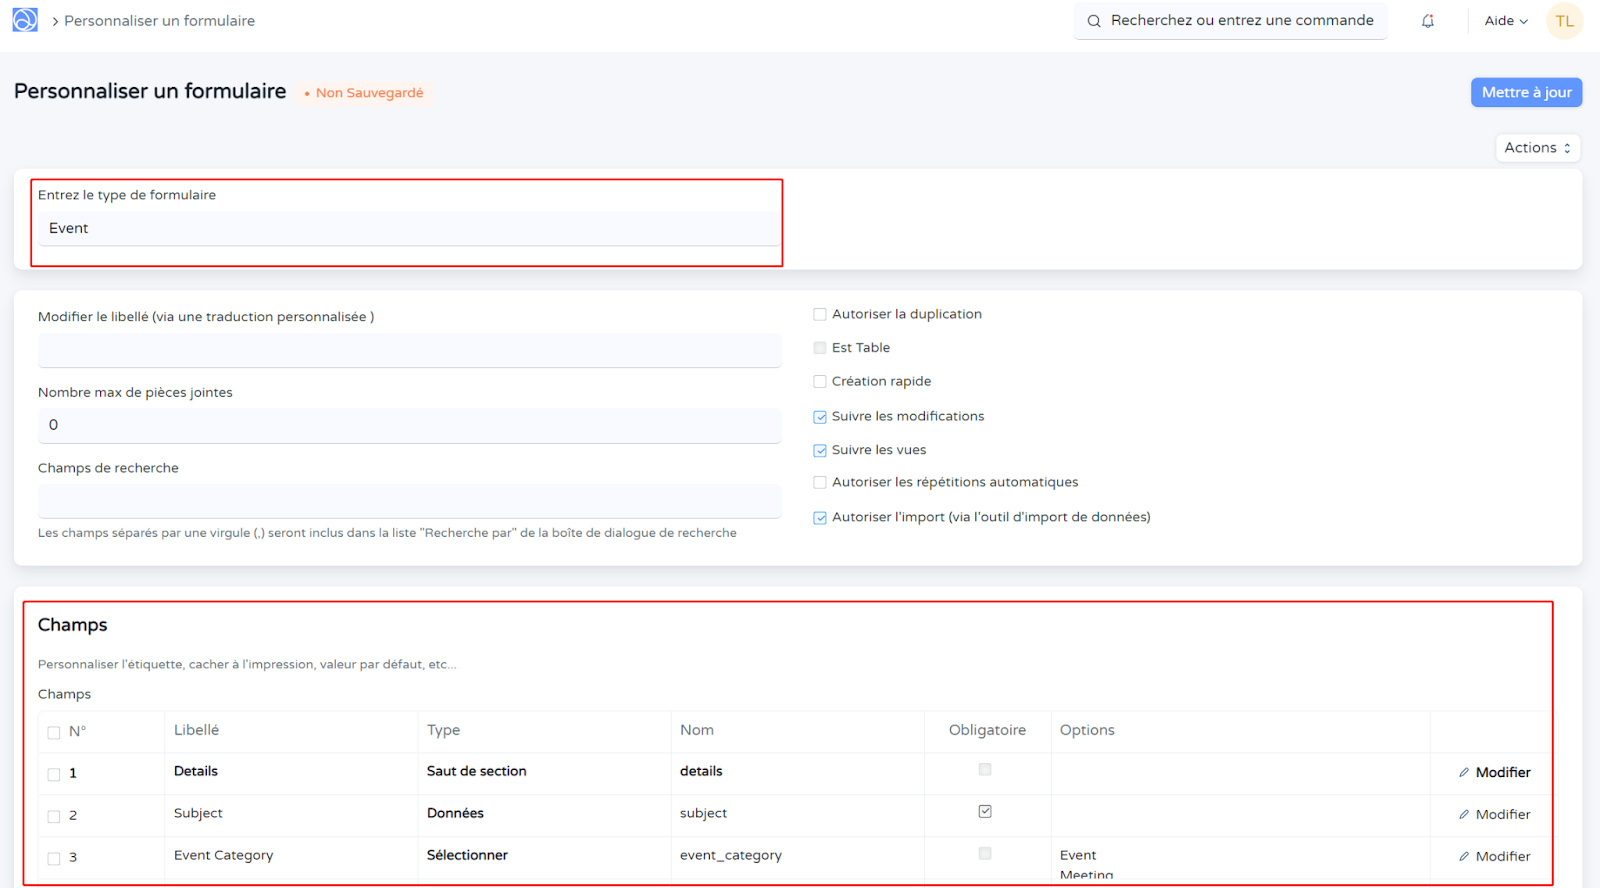 Personnaliser un formulaire
Recherchez ou entrez une commande
Aide
TL
Personnaliser un formulaire
Non Sauvegardé
Mettre à jour
Actions
Entrez le type de formulaire
Event
Modifier le libellé (via une traduction personnalisée )
Nombre max de pièces jointes
0
Champs de recherche
Les champs séparés par une virgule (,) seront inclus dans la liste "Recherche par" de la boîte de dialogue de recherche
Autoriser la duplication
Est Table
Création rapide
Suivre les modifications
Suivre les vues
Autoriser les répétitions automatiques
Autoriser l'import (via l'outil d'import de données)
Champs
Personnaliser l'étiquette, cacher à l'impression, valeur par défaut, etc...
Champs
N° Libellé Type Nom Obligatoire Options
1 Details Saut de section details Modifier
2 Subject Données subject Modifier
3 Event Category Sélectionner event_category Event Modifier
Meeting